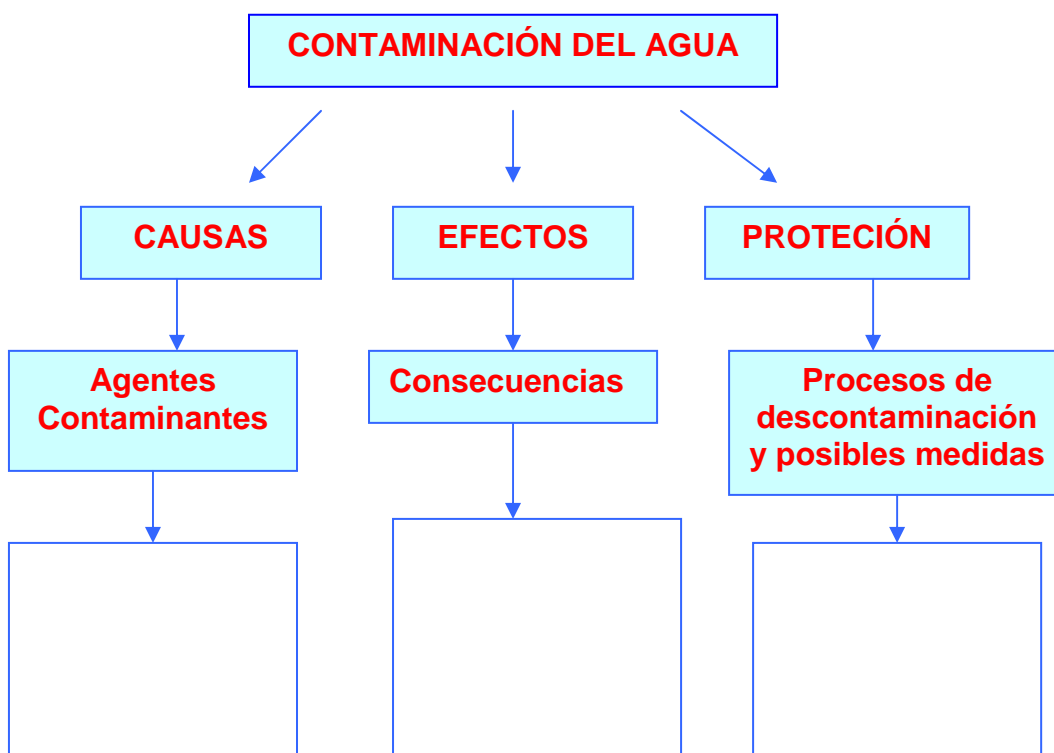 CONTAMINACIÓN DEL AGUA
CAUSAS
EFECTOS
PROTECIÓN
Agentes
Contaminantes
Consecuencias
Procesos de
descontaminación
y posibles medidas